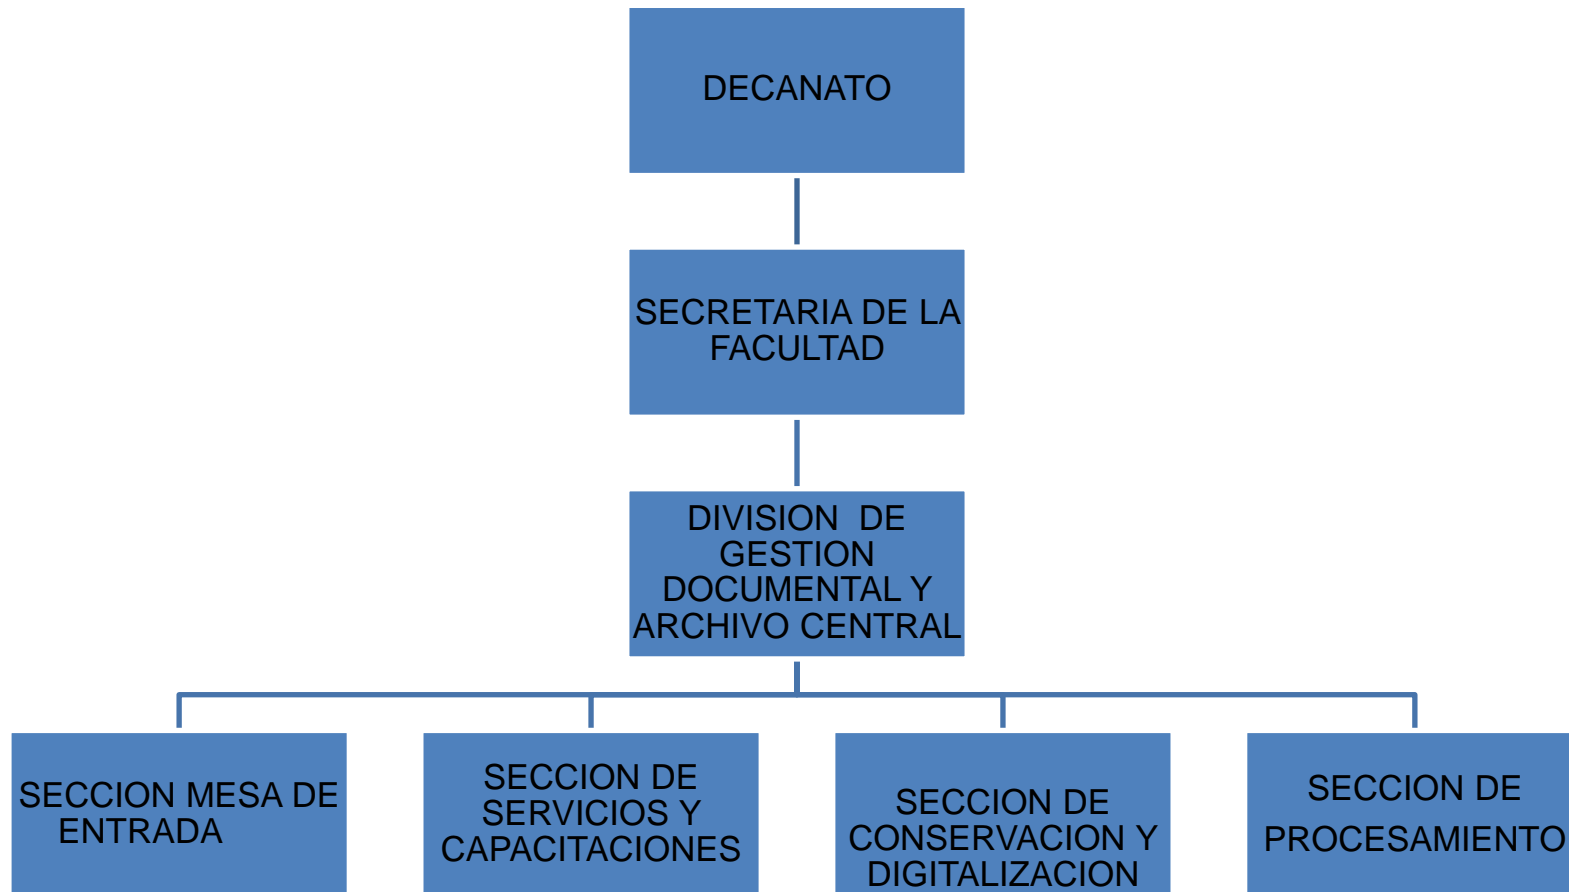 DECANATO
SECRETARIA DE LA
FACULTAD
DIVISION DE
GESTION
DOCUMENTAL Y
ARCHIVO CENTRAL
SECCION MESA DE
ENTRADA
SECCION DE
SERVICIOS Y
CAPACITACIONES
SECCION DE
CONSERVACION Y
DIGITALIZACION
SECCION DE
PROCESAMIENTO